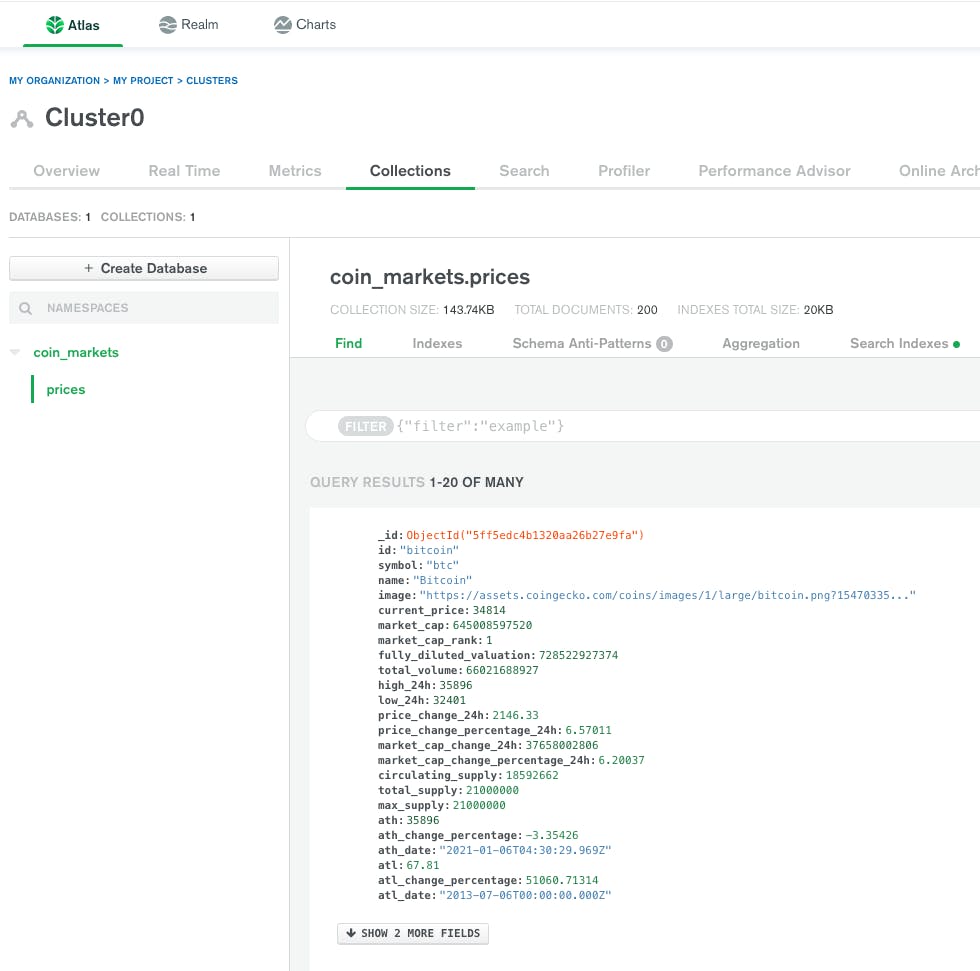 Atlas Realm Charts
MY ORGANIZATION > MY PROJECT > CLUSTERS
Cluster0
Overview Real Time Metrics Collections Search Profiler Performance Advisor Online Arch
DATABASES: 1 COLLECTIONS: 1
+ Create Database
NAMESPACES
coin_markets
prices
coin_markets.prices
COLLECTION SIZE: 143.74KB TOTAL DOCUMENTS: 200 INDEXES TOTAL SIZE: 20KB
Find Indexes Schema Anti-Patterns 0 Aggregation Search Indexes
FILTER {"filter":"example"}
QUERY RESULTS 1-20 OF MANY
_id: ObjectId("5ff5edc4b1320aa26b27e9fa")
id: "bitcoin"
symbol: "btc"
name: "Bitcoin"
image: "https://assets.coingecko.com/coins/images/1/large/bitcoin.png?15470335..."
current_price: 34814
market_cap: 645008597520
market_cap_rank: 1
fully_diluted_valuation: 728522927374
total_volume: 66021688927
high_24h: 35896
low_24h: 32401
price_change_24h: 2146.33
price_change_percentage_24h: 6.57011
market_cap_change_24h: 37658002806
market_cap_change_percentage_24h: 6.20037
circulating_supply: 18592662
total_supply: 21000000
max_supply: 21000000
ath: 35896
ath_change_percentage: -3.35426
ath_date: "2021-01-06T04:30:29.969Z"
atl: 67.81
atl_change_percentage: 51060.71314
atl_date: "2013-07-06T00:00:00.000Z"
SHOW 2 MORE FIELDS